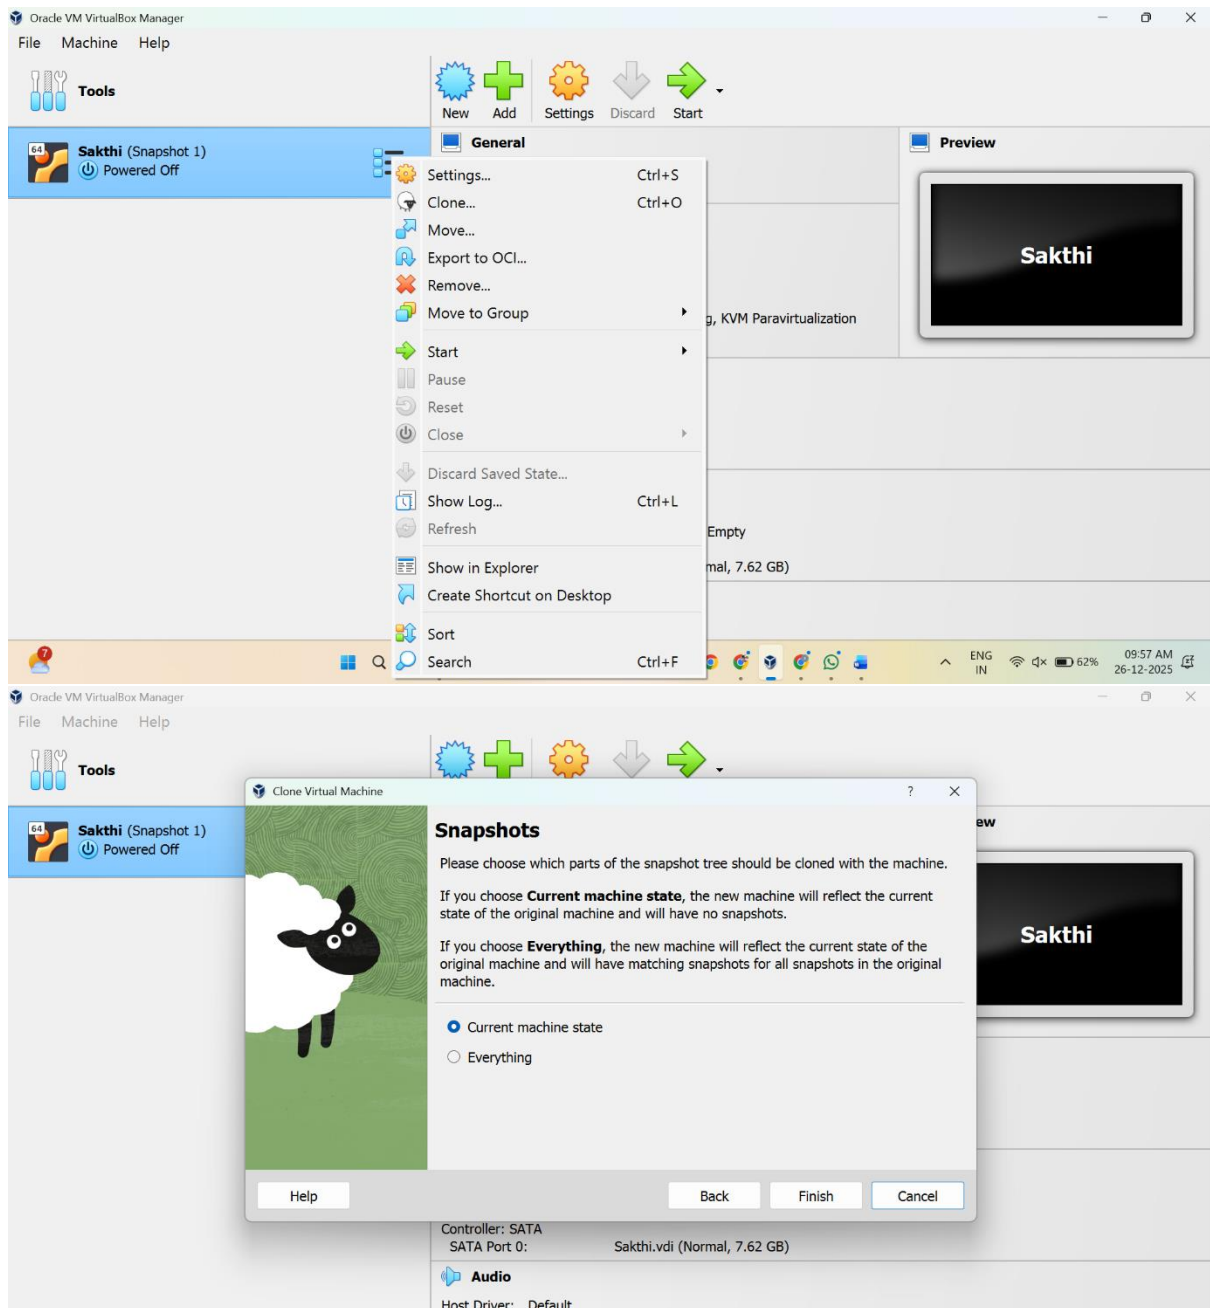 Oracle VM VirtualBox Manager
File Machine Help
Tools
New Add Settings Discard Start
64
Sakthi (Snapshot 1)
Powered Off
General
Preview
Sakthi
Settings... Ctrl+S
Clone... Ctrl+O
Move...
Export to OCI...
Remove...
Move to Group
g, KVM Paravirtualization
Start
Pause
Reset
Close
Discard Saved State...
Show Log... Ctrl+L
Refresh
Empty
Show in Explorer
mal, 7.62 GB)
Create Shortcut on Desktop
Sort
Search Ctrl+F
7
ENG
IN
62%
09:57 AM
26-12-2025
Oracle VM VirtualBox Manager
File Machine Help
Tools
64
Sakthi (Snapshot 1)
Powered Off
Clone Virtual Machine
?
ew
Sakthi
Snapshots
Please choose which parts of the snapshot tree should be cloned with the machine.
If you choose Current machine state, the new machine will reflect the current
state of the original machine and will have no snapshots.
If you choose Everything, the new machine will reflect the current state of the
original machine and will have matching snapshots for all snapshots in the original
machine.
Current machine state
Everything
Help Back Finish Cancel
Controller: SATA
SATA Port 0: Sakthi.vdi (Normal, 7.62 GB)
Audio
Host Driver: Default